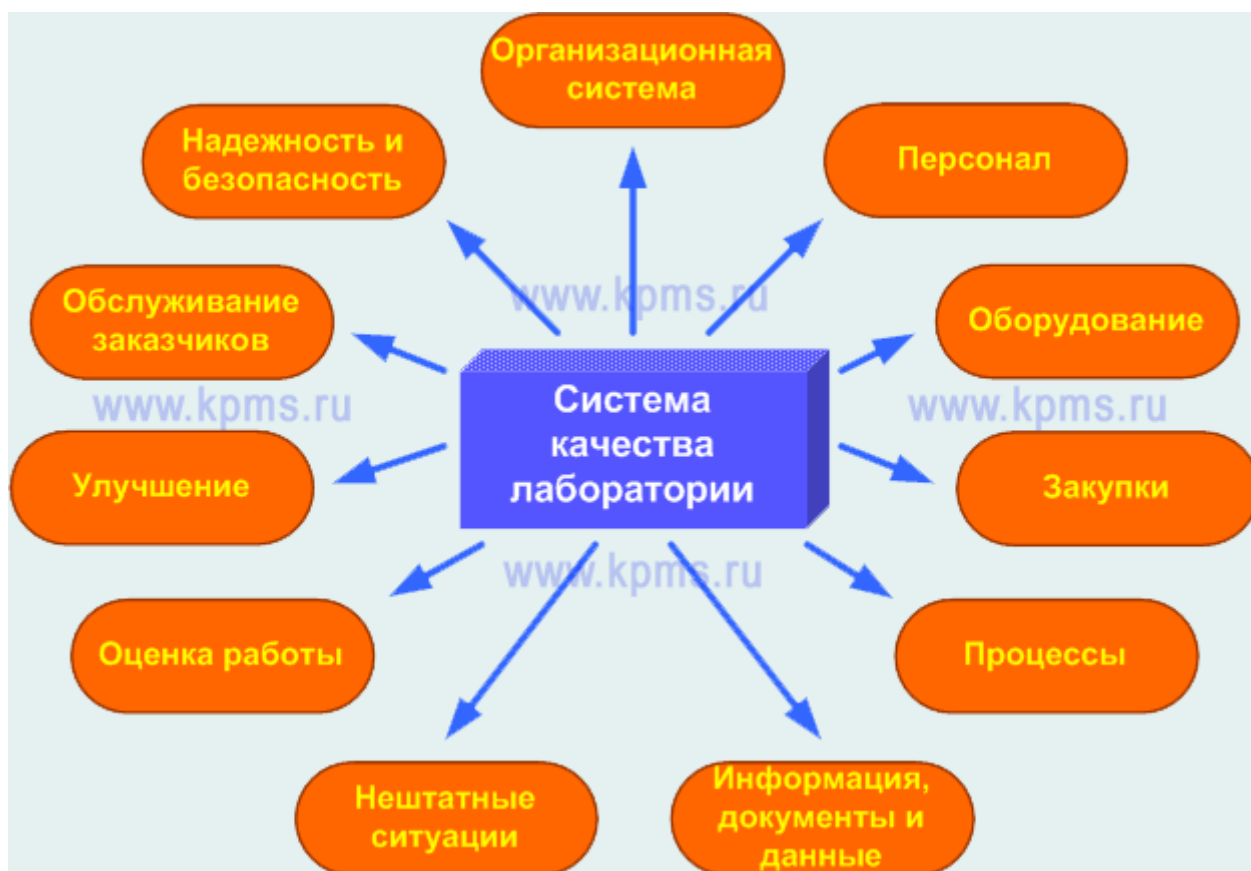 Организационная
система
Надежность и
безопасность
Персонал
www.kpms.ru
Обслуживание
заказчиков
Оборудование
www.kpms.ru
Система
качества
лаборатории
www.kpms.ru
Улучшение
Закупки
www.kpms.ru
Оценка работы
Процессы
Нештатные
ситуации
Информация,
документы и
данные